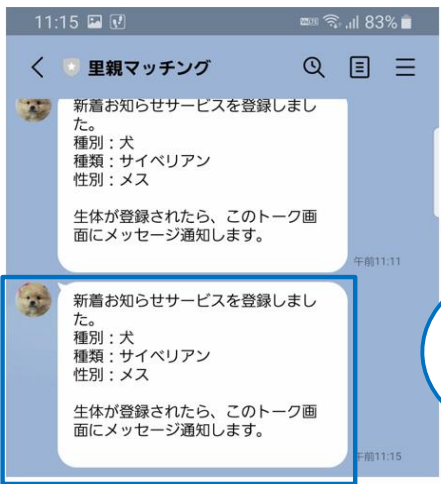 11:15 83%
里親マッチング
新着お知らせサービスを登録しまし
た。
種別：犬
種類：サイベリアン
性別：メス
生体が登録されたら、このトーク画
面にメッセージ通知します。
午前11:11
新着お知らせサービスを登録しまし
た。
種別：犬
種類：サイベリアン
性別：メス
生体が登録されたら、このトーク画
面にメッセージ通知します。
午前11:15